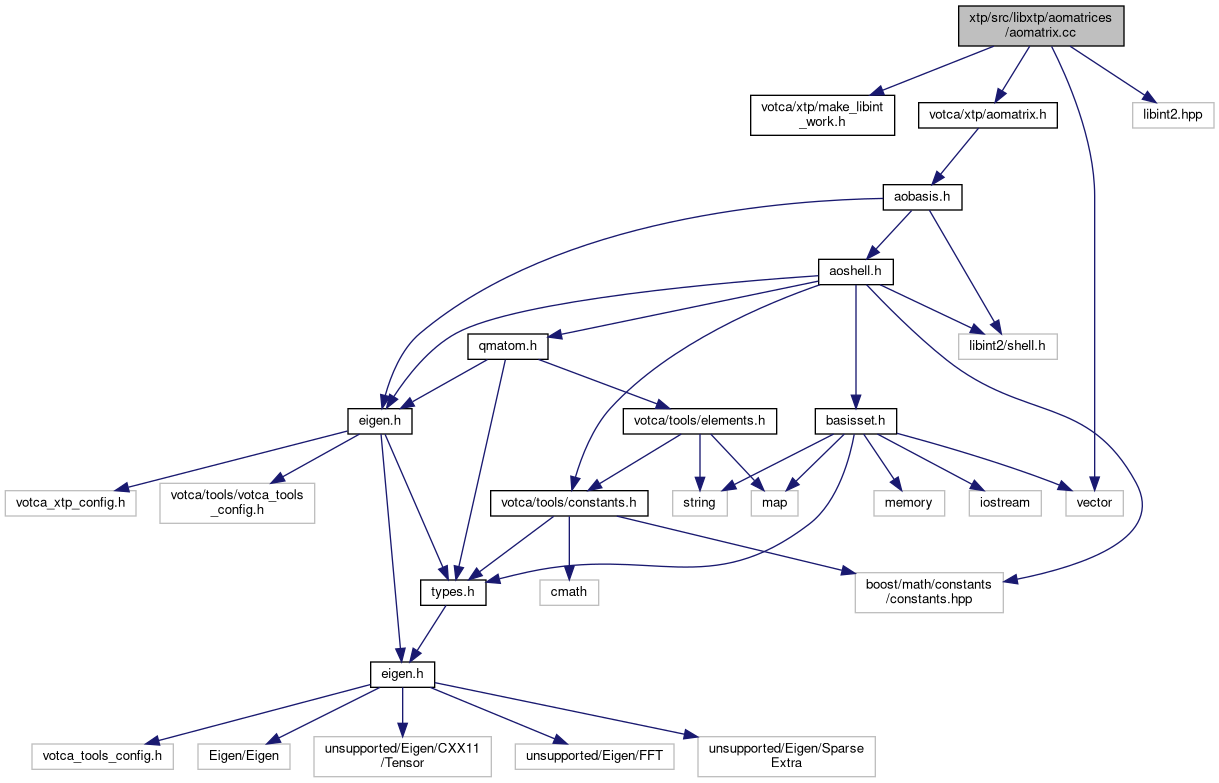 xtp/src/libxtp/aomatrices
/aomatrix.cc
votca/xtp/make_libint
_work.h
votca/xtp/aomatrix.h
libint2.hpp
aobasis.h
aoshell.h
qmatom.h
libint2/shell.h
eigen.h
votca/tools/elements.h
basisset.h
votca_xtp_config.h
votca/tools/votca_tools
_config.h
votca/tools/constants.h
string
map
memory
iostream
vector
types.h
cmath
boost/math/constants
/constants.hpp
eigen.h
votca_tools_config.h
Eigen/Eigen
unsupported/Eigen/CXX11
/Tensor
unsupported/Eigen/FFT
unsupported/Eigen/Sparse
Extra